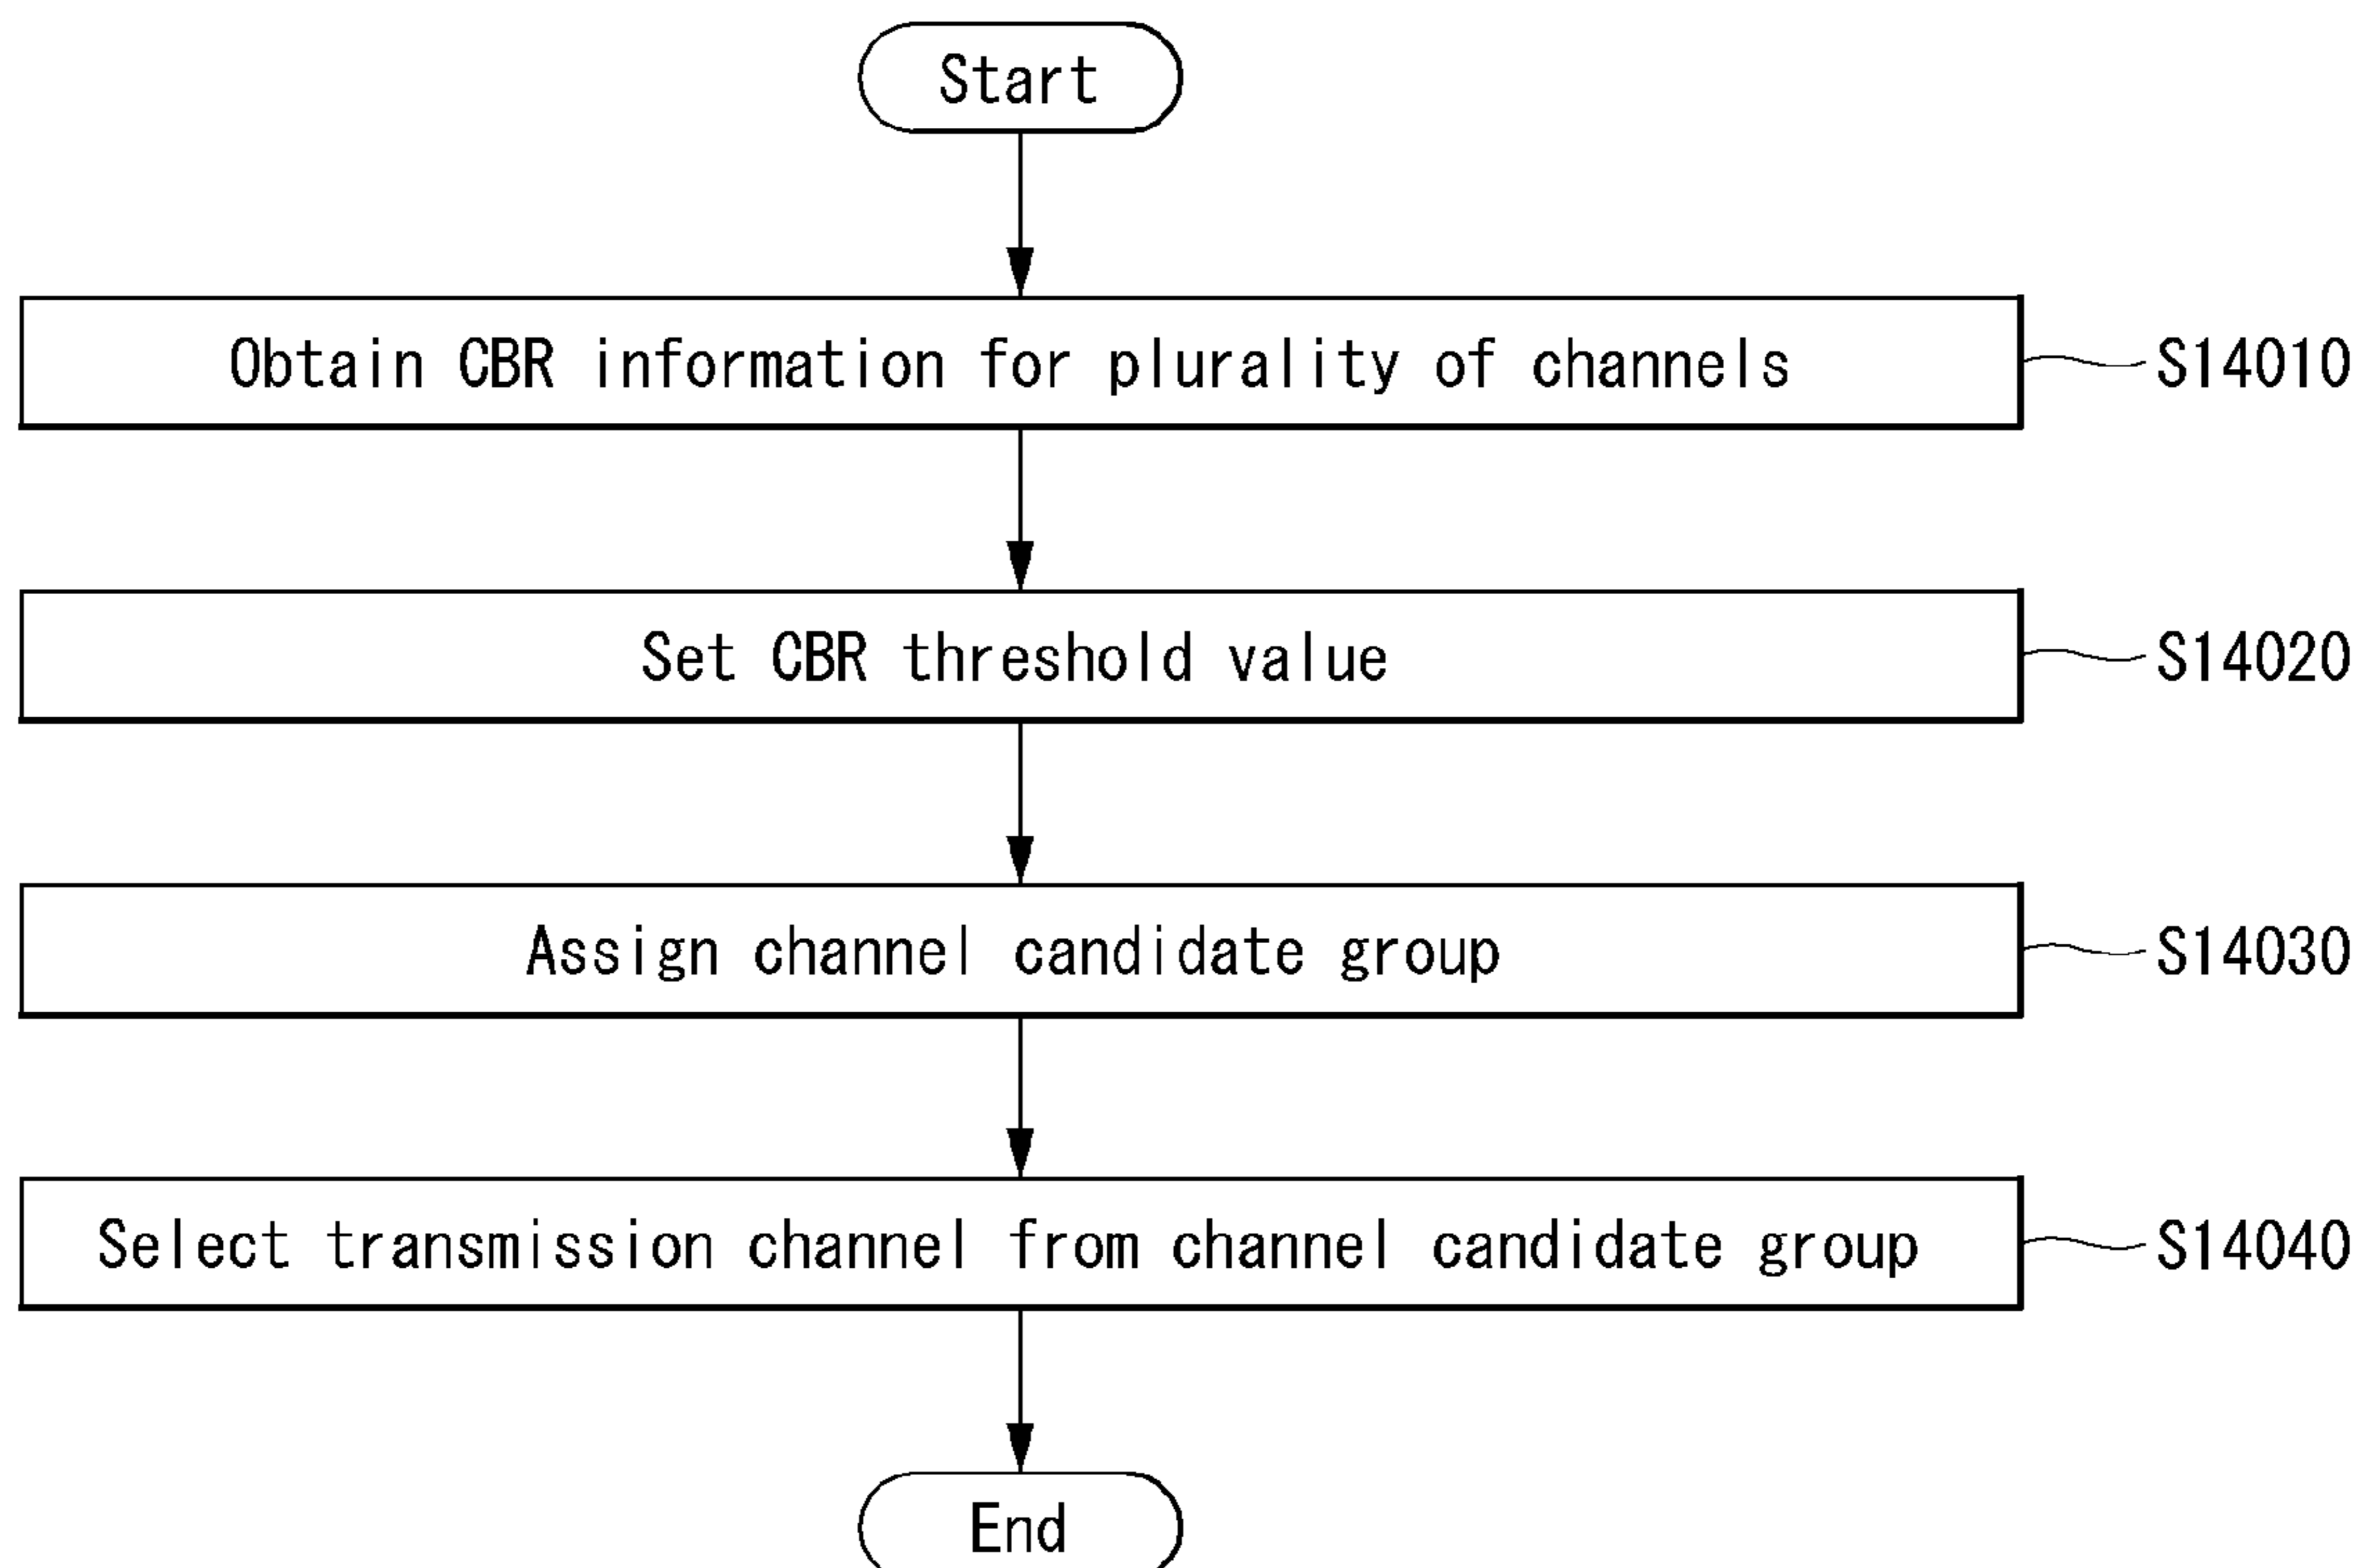 Start
Obtain CBR information for plurality of channels
S14010
Set CBR threshold value
S14020
Assign channel candidate group
S14030
Select transmission channel from channel candidate group
S14040
End